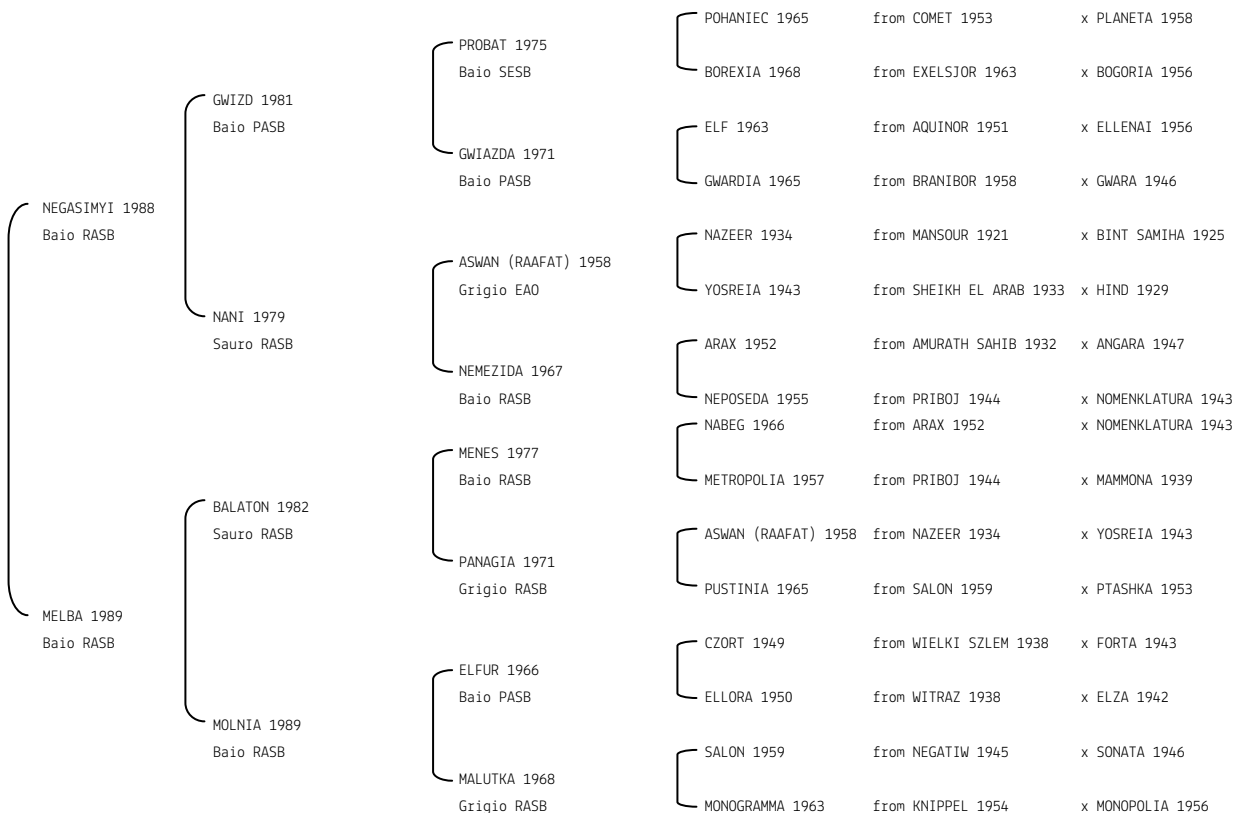 POHANIEC 1965 from COMET 1953 x PLANETA 1958
PROBAT 1975
Baio SESB
BOREXIA 1968 from EXELSJOR 1963 x BOGORIA 1956
GWIZD 1981
Baio PASB
ELF 1963 from AQUINOR 1951 x ELLENAI 1956
GWIAZDA 1971
Baio PASB
GWARDIA 1965 from BRANIBOR 1958 x GWARA 1946
NEGASIMYI 1988
Baio RASB
NAZEER 1934 from MANSOUR 1921 x BINT SAMIHA 1925
ASWAN (RAAFAT) 1958
Grigio EAO
YOSREIA 1943 from SHEIKH EL ARAB 1933 x HIND 1929
NANI 1979
Sauro RASB
ARAX 1952 from AMURATH SAHIB 1932 x ANGARA 1947
NEMEZIDA 1967
Baio RASB
NEPOSEDA 1955 from PRIBOJ 1944 x NOMENKLATURA 1943
NABEG 1966 from ARAX 1952 x NOMENKLATURA 1943
MENES 1977
Baio RASB
METROPOLIA 1957 from PRIBOJ 1944 x MAMMONA 1939
BALATON 1982
Sauro RASB
ASWAN (RAAFAT) 1958 from NAZEER 1934 x YOSREIA 1943
PANAGIA 1971
Grigio RASB
PUSTINIA 1965 from SALON 1959 x PTASHKA 1953
MELBA 1989
Baio RASB
CZORT 1949 from WIELKI SZLEM 1938 x FORTA 1943
ELFUR 1966
Baio PASB
ELLORA 1950 from WITRAZ 1938 x ELZA 1942
MOLNIA 1989
Baio RASB
SALON 1959 from NEGATIW 1945 x SONATA 1946
MALUTKA 1968
Grigio RASB
MONOGRAMMA 1963 from KNIPPEL 1954 x MONOPOLIA 1956